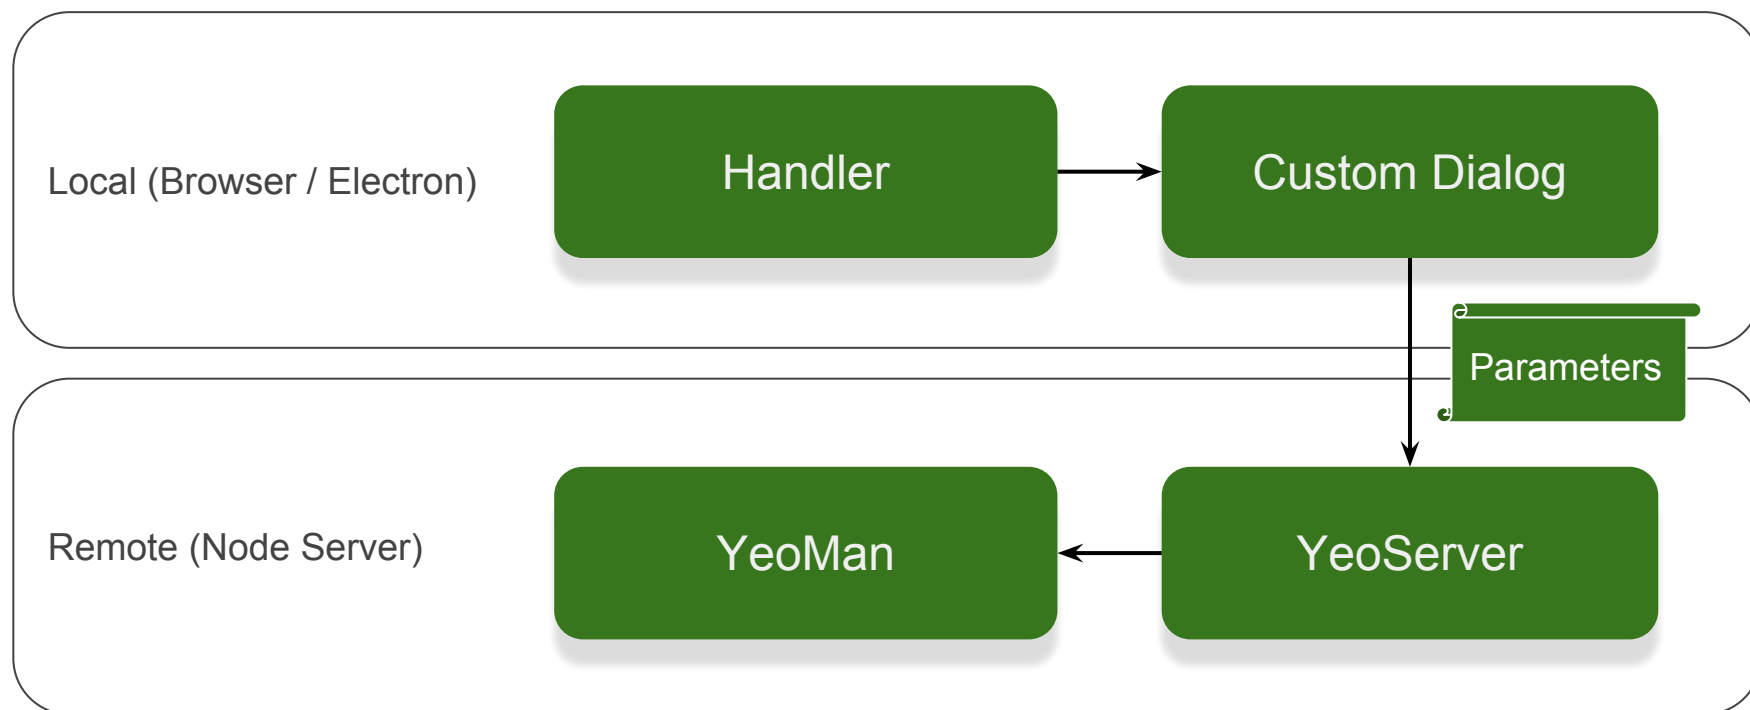 Local (Browser / Electron)
Handler
Custom Dialog
Parameters
Remote (Node Server)
YeoMan
YeoServer